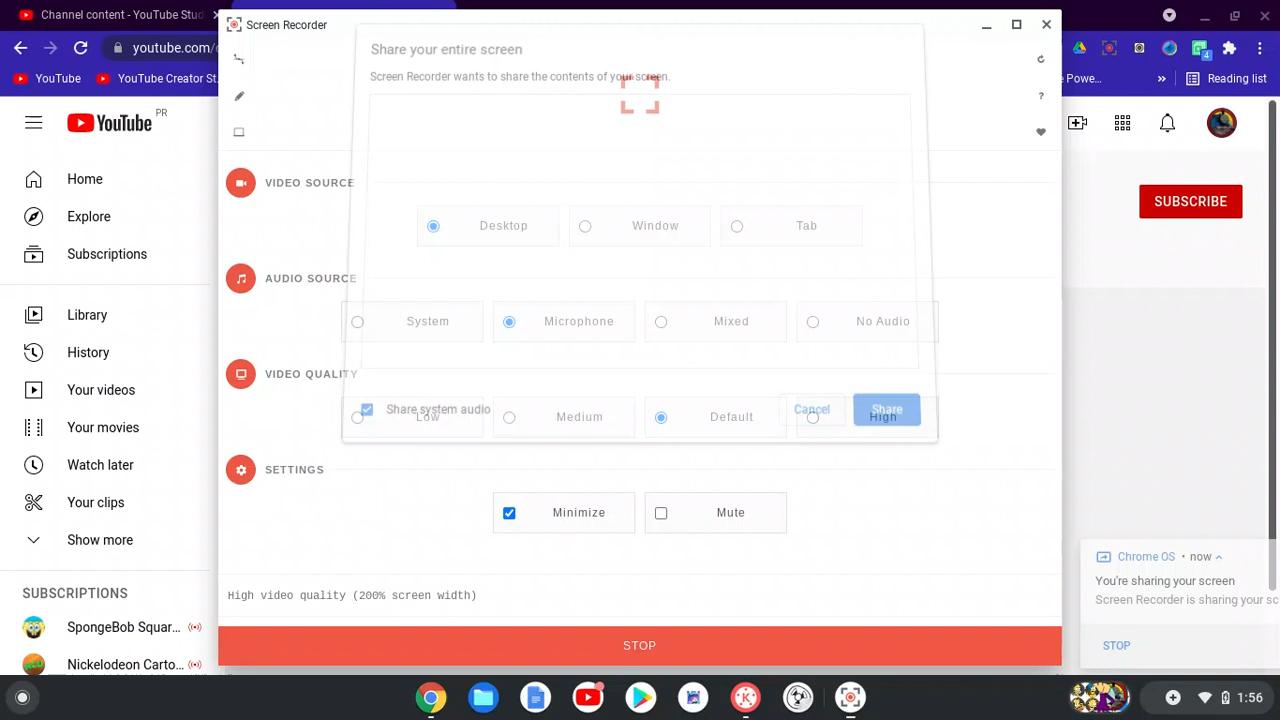 Channel content - YouTube Stud
Screen Recorder
youtube.com/c
4
YouTube
YouTube Creator St.
e Powe...
»
Reading list
Share your entire screen
Screen Recorder wants to share the contents of your screen.
YouTube
PR
?
SUBSCRIBE
Home
Explore
Subscriptions
Library
History
Your videos
Your movies
Watch later
Your clips
Show more
SUBSCRIPTIONS
SpongeBob Squar...
Nickelodeon Carto...
VIDEO SOURCE
Desktop
Window
Tab
AUDIO SOURCE
System
Microphone
Mixed
No Audio
VIDEO QUALITY
Share system audio
Cancel
Share
Low
Medium
Default
High
SETTINGS
Minimize
Mute
High video quality (200% screen width)
STOP
Chrome OS • now
You're sharing your screen
Screen Recorder is sharing your sc
STOP
1:56